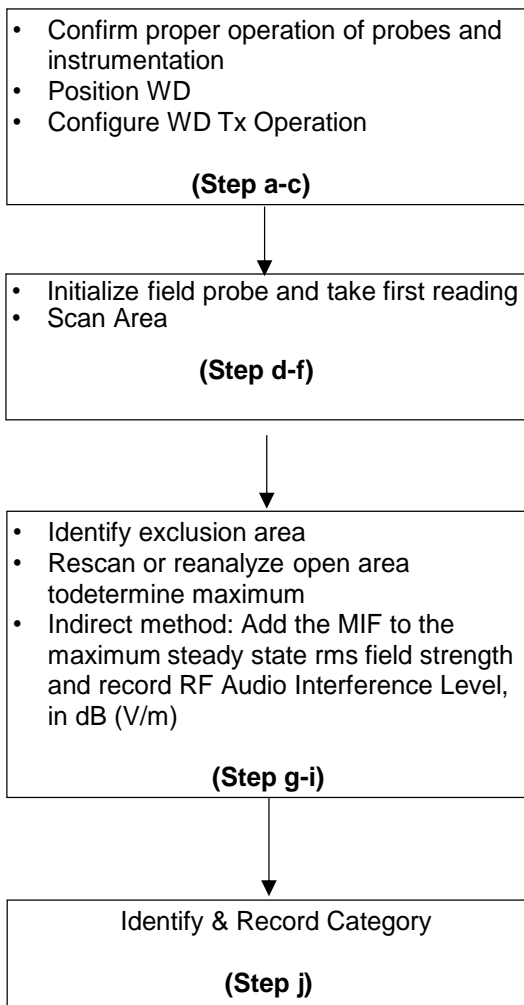 • Confirm proper operation of probes and
instrumentation
• Position WD
• Configure WD Tx Operation
(Step a-c)
• Initialize field probe and take first reading
• Scan Area
(Step d-f)
• Identify exclusion area
• Rescan or reanalyze open area
todetermine maximum
• Indirect method: Add the MIF to the
maximum steady state rms field strength
and record RF Audio Interference Level,
in dB (V/m)
(Step g-i)
Identify & Record Category
(Step j)